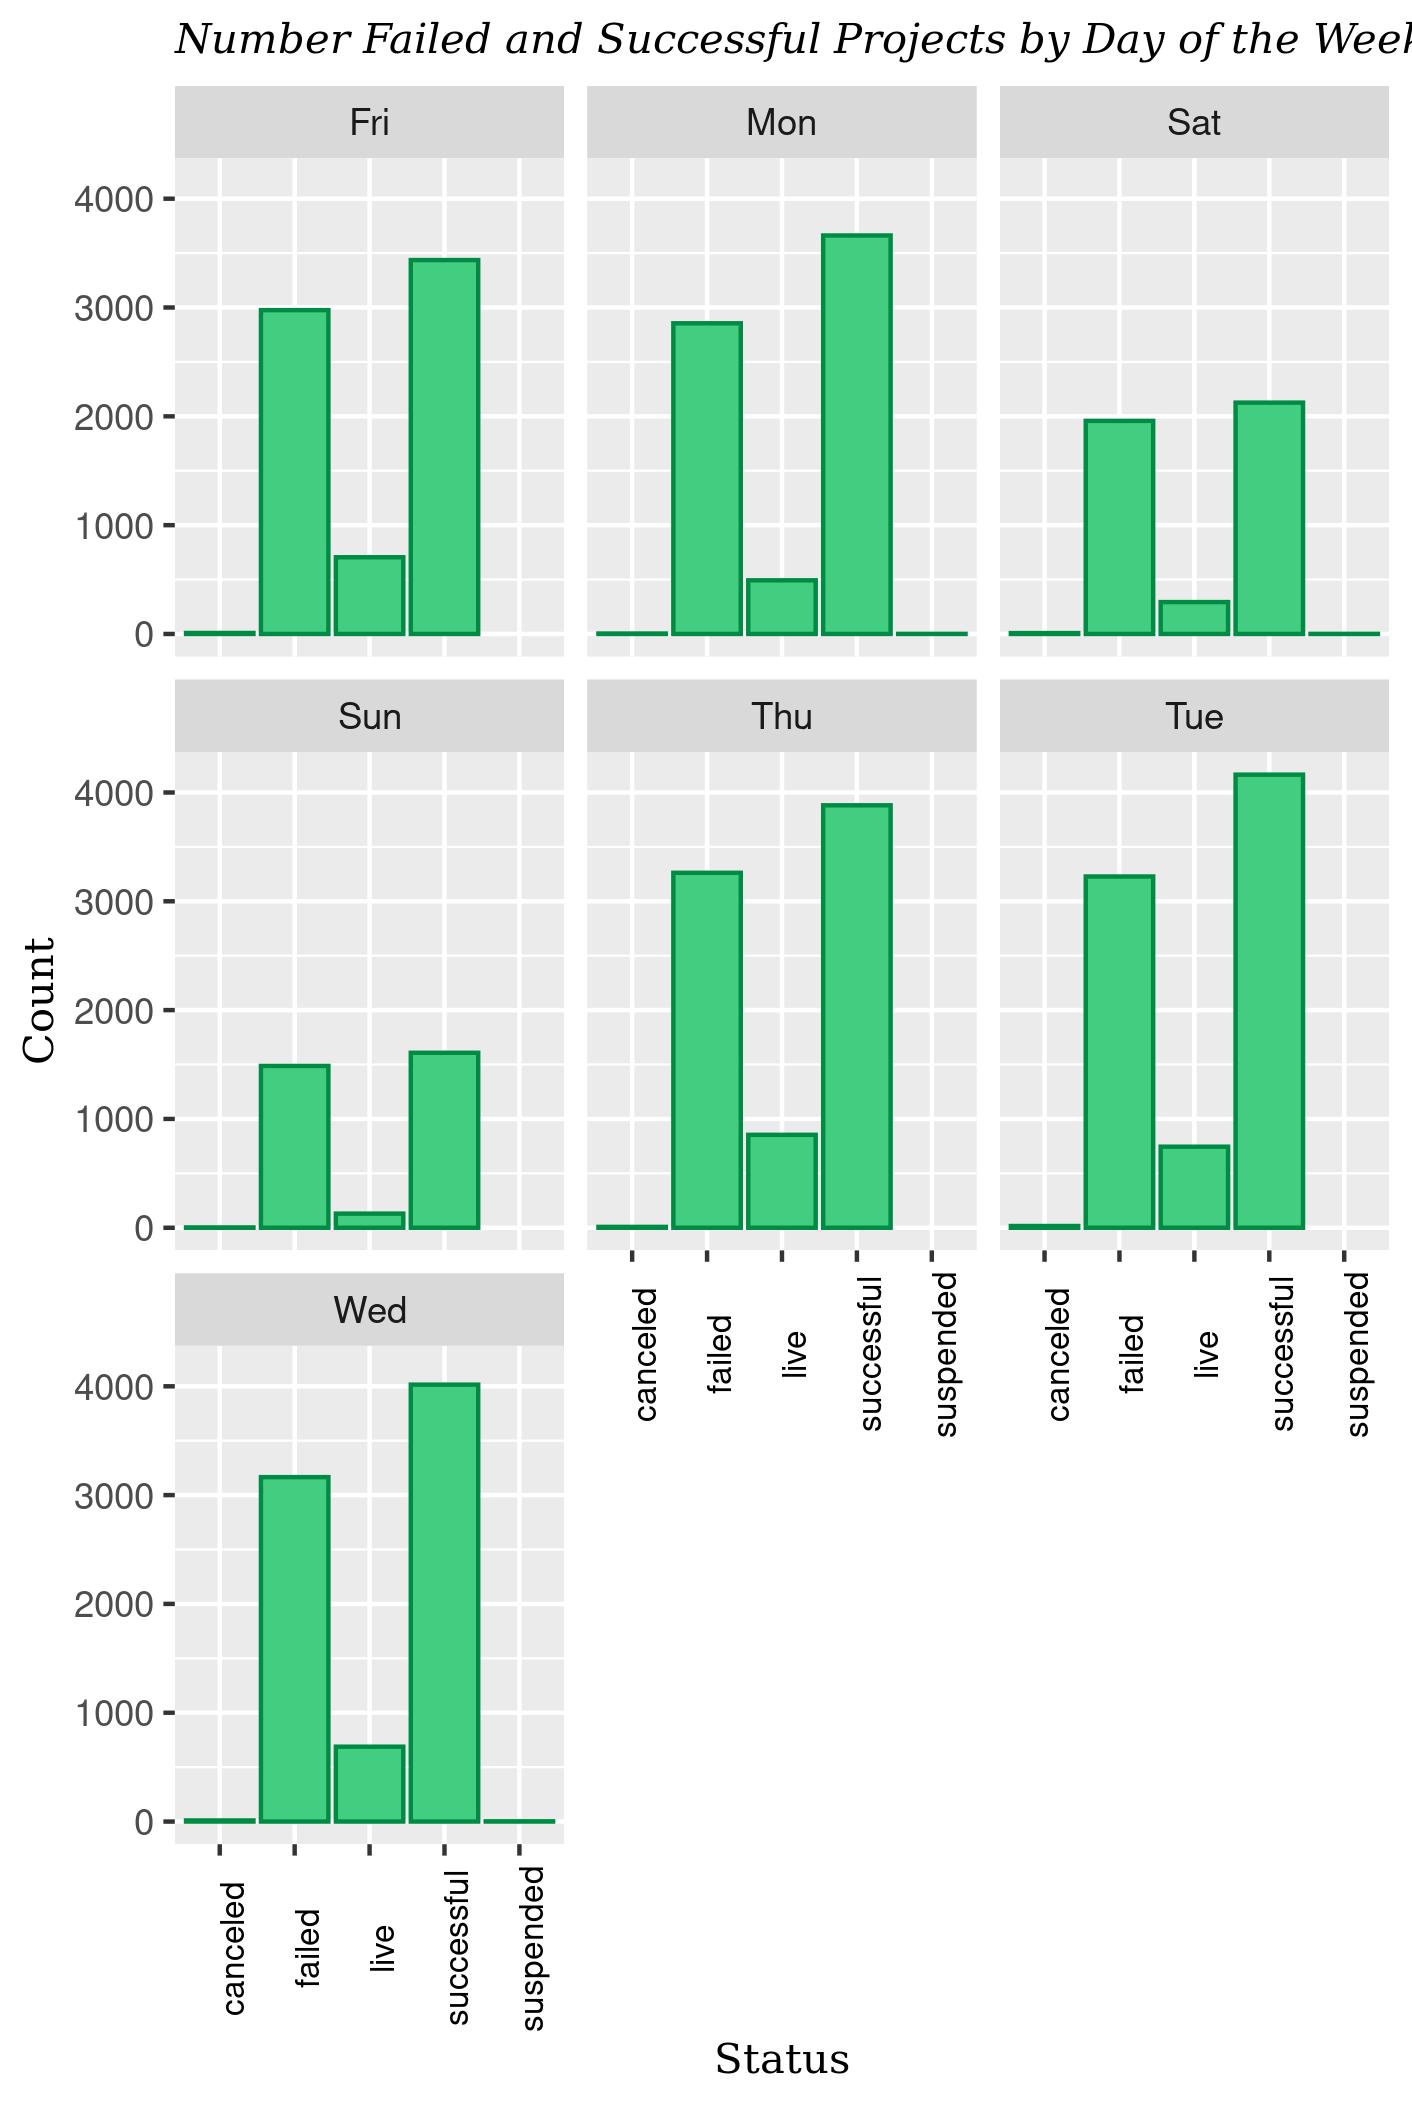 Number Failed and Successful Projects by Day of the Week
Fri
Mon
Sat
4000
3000
2000
1000
0
Sun
Thu
Tue
4000
3000
2000
1000
0
canceled
failed
live
successful
suspended
canceled
failed
live
successful
suspended
Wed
4000
3000
2000
1000
0
canceled
failed
live
successful
suspended
Count
Status